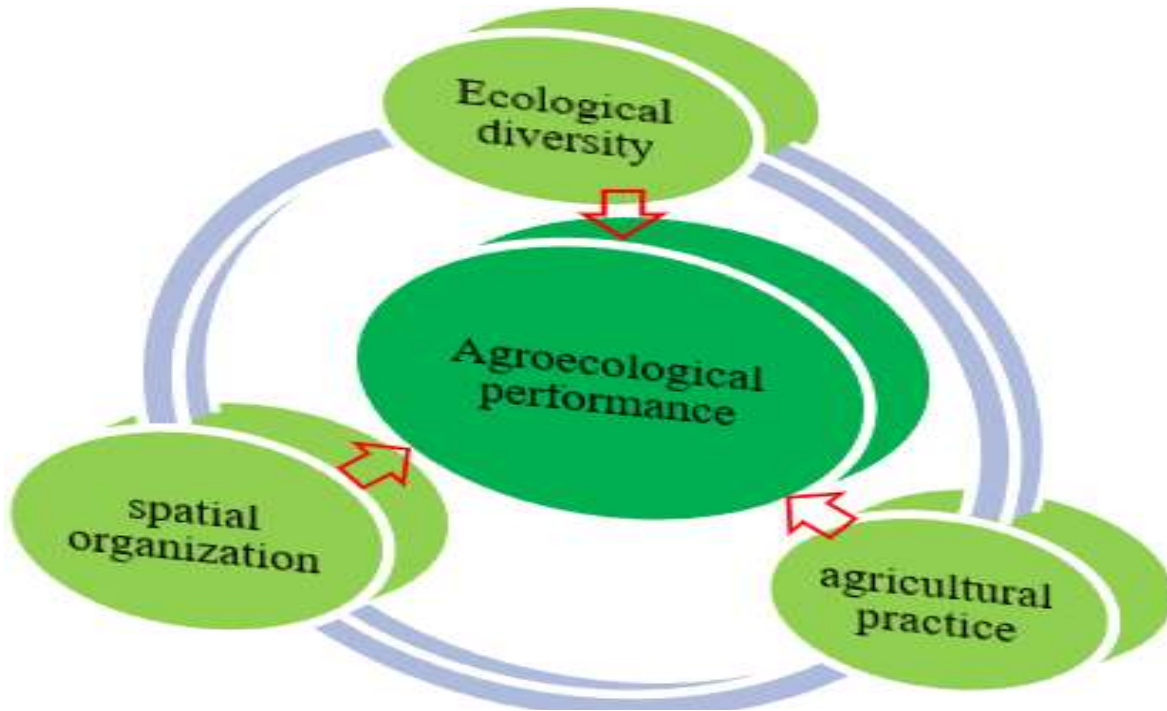 Ecological
diversity
Agroecological
performance
spatial
organization
agricultural
practice